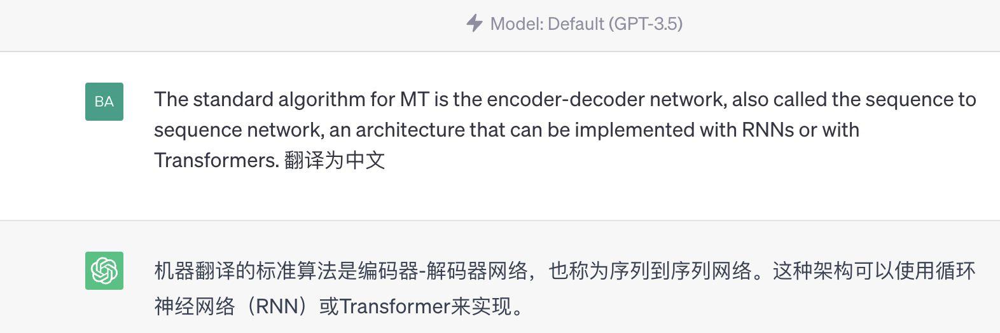 Model: Default (GPT-3.5)
BA
The standard algorithm for MT is the encoder-decoder network, also called the sequence to
sequence network, an architecture that can be implemented with RNNs or with
Transformers. 翻译为中文
机器翻译的标准算法是编码器-解码器网络，也称为序列到序列网络。这种架构可以使用循环
神经网络（RNN）或Transformer来实现。